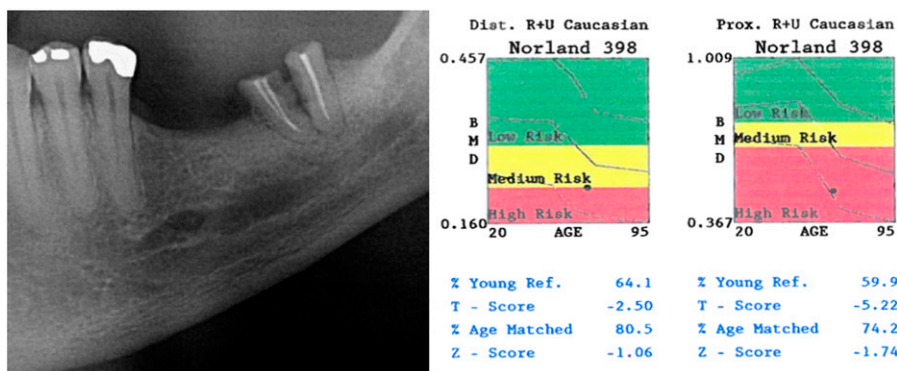 Dist. R+U Caucasian
Norland 398
0.457
B
M
D
Low Risk
Medium Risk
High Risk
0.160
20
AGE
95
% Young Ref. 64.1
T - Score -2.50
% Age Matched 80.5
Z - Score -1.06
Prox. R+U Caucasian
Norland 398
1.009
B
M
D
Low Risk
Medium Risk
High Risk
0.367
20
AGE
95
% Young Ref. 59.9
T - Score -5.22
% Age Matched 74.2
Z - Score -1.74